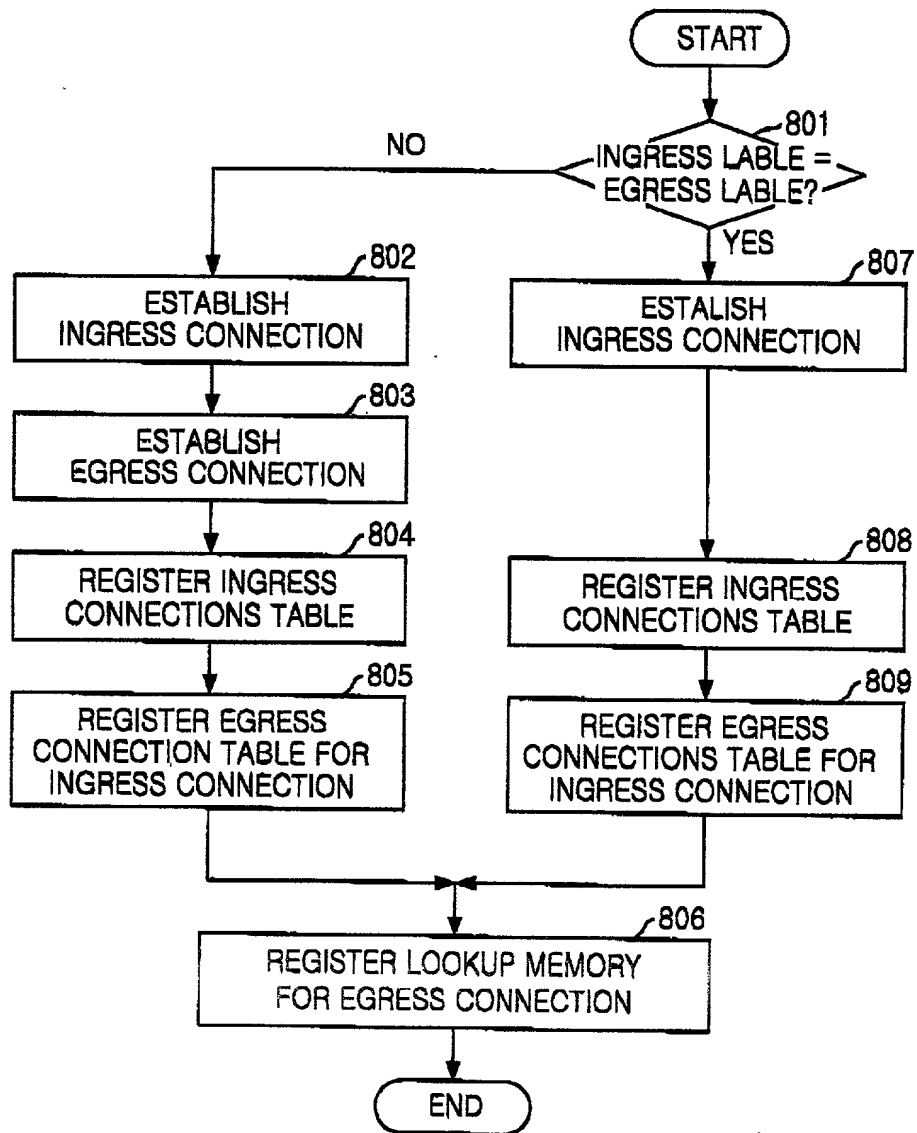 START
801
INGRESS LABLE =
EGRESS LABLE?
NO
YES
802
ESTABLISH
INGRESS CONNECTION
807
ESTALISH
INGRESS CONNECTION
803
ESTABLISH
EGRESS CONNECTION
804
REGISTER INGRESS
CONNECTIONS TABLE
808
REGISTER INGRESS
CONNECTIONS TABLE
805
REGISTER EGRESS
CONNECTION TABLE FOR
INGRESS CONNECTION
809
REGISTER EGRESS
CONNECTIONS TABLE FOR
INGRESS CONNECTION
806
REGISTER LOOKUP MEMORY
FOR EGRESS CONNECTION
END